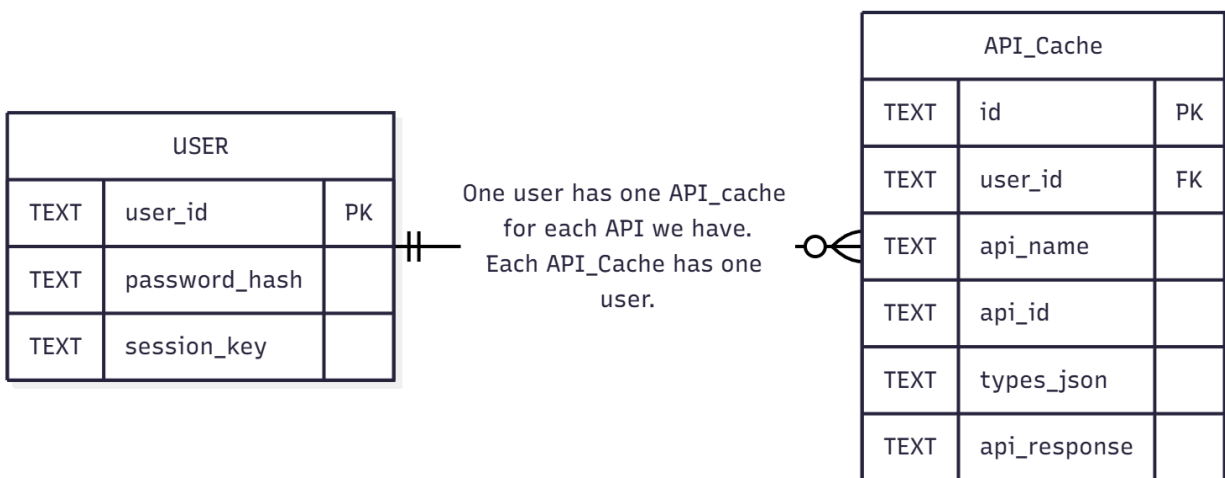 USER
TEXT user_id PK
TEXT password_hash
TEXT session_key
One user has one API_cache
for each API we have.
Each API_Cache has one
user.
API_Cache
TEXT id PK
TEXT user_id FK
TEXT api_name
TEXT api_id
TEXT types_json
TEXT api_response